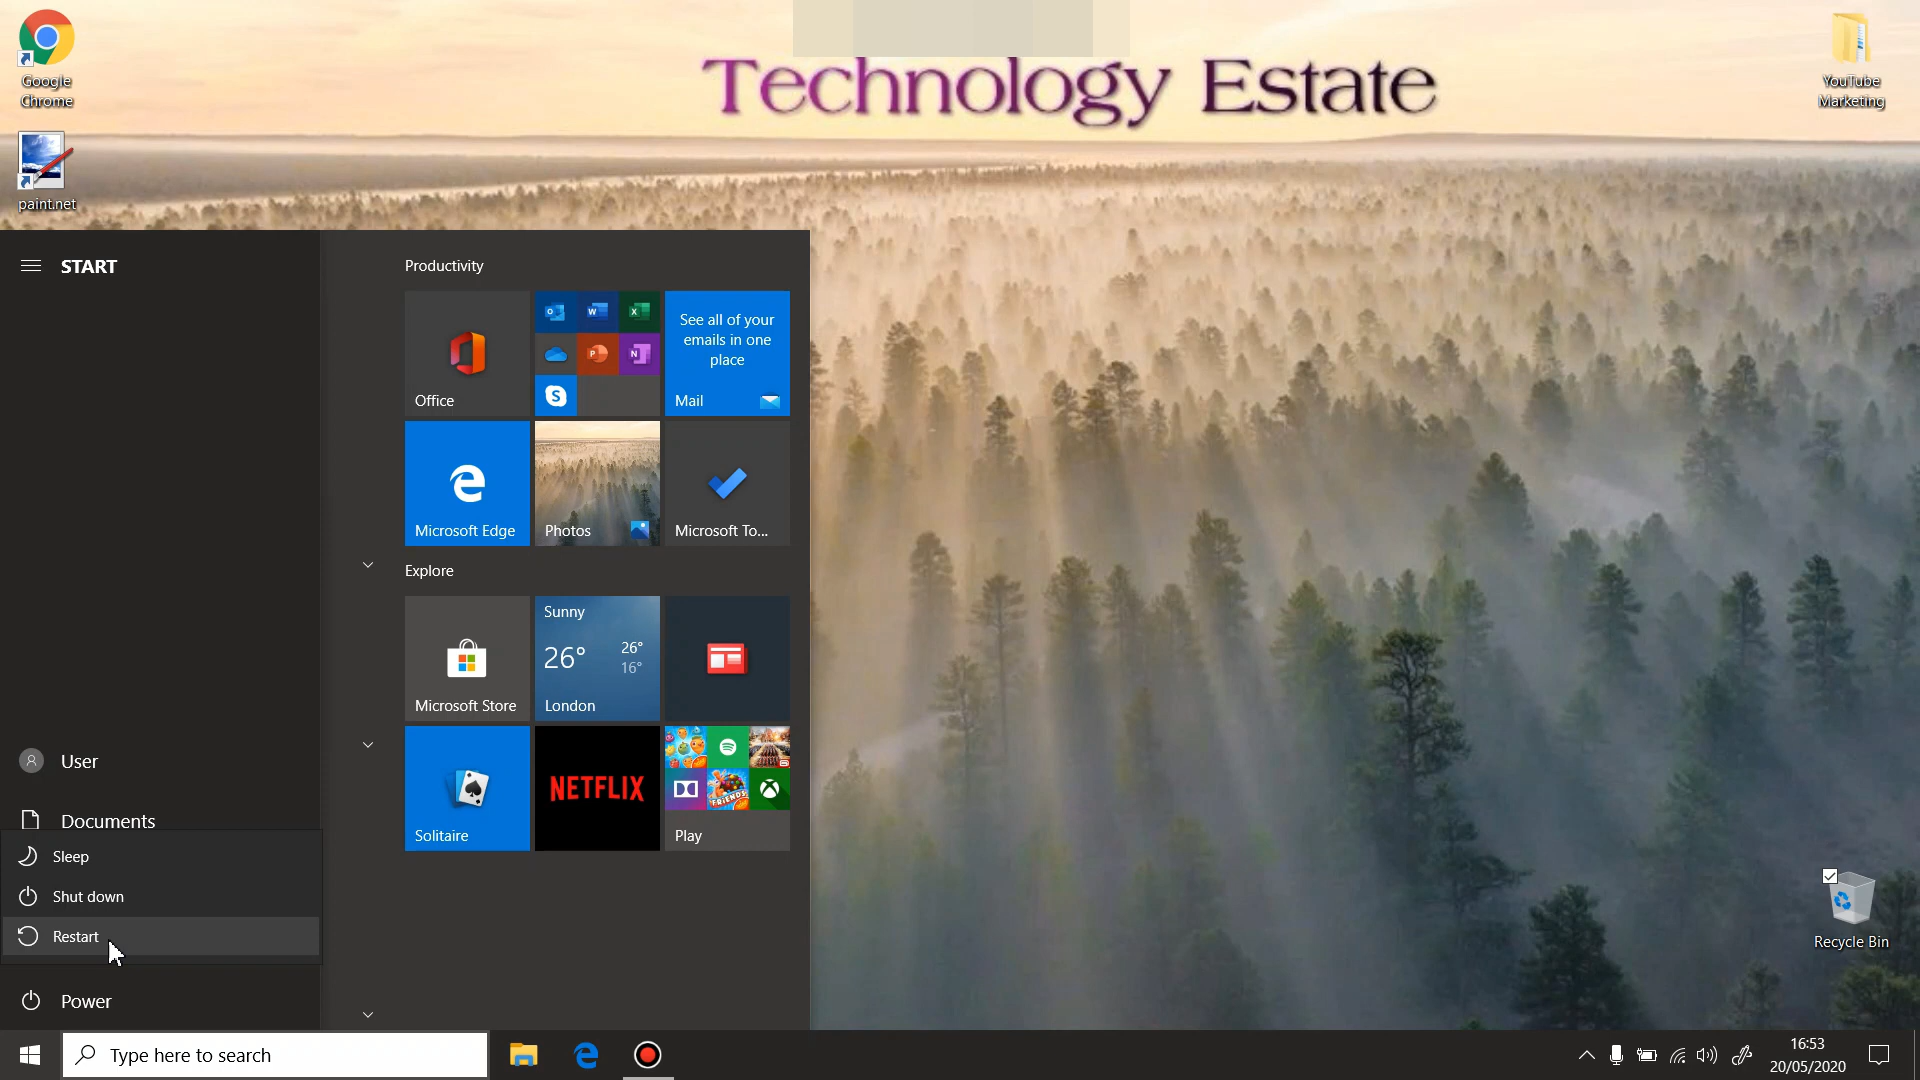 Google
Chrome
paint.net
Technology Estate
YouTube
Marketing
START
Productivity
Office
See all of your
emails in one
place
Mail
Microsoft Edge
Photos
Microsoft To...
Explore
Microsoft Store
Sunny
26°
26°
16°
London
Solitaire
NETFLIX
FRIENDS
Play
User
Documents
Sleep
Shut down
Restart
Power
Recycle Bin
Type here to search
16:53
20/05/2020